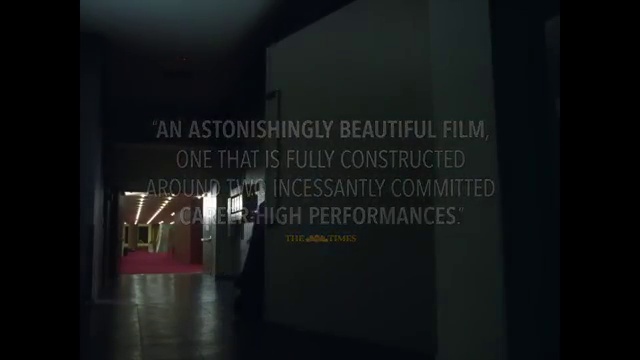 “AN ASTONISHINGLY BEAUTIFUL FILM,
ONE THAT IS FULLY CONSTRUCTED
AROUND TWO INCESSANTLY COMMITTED
CAREER-HIGH PERFORMANCES.”
THE TIMES